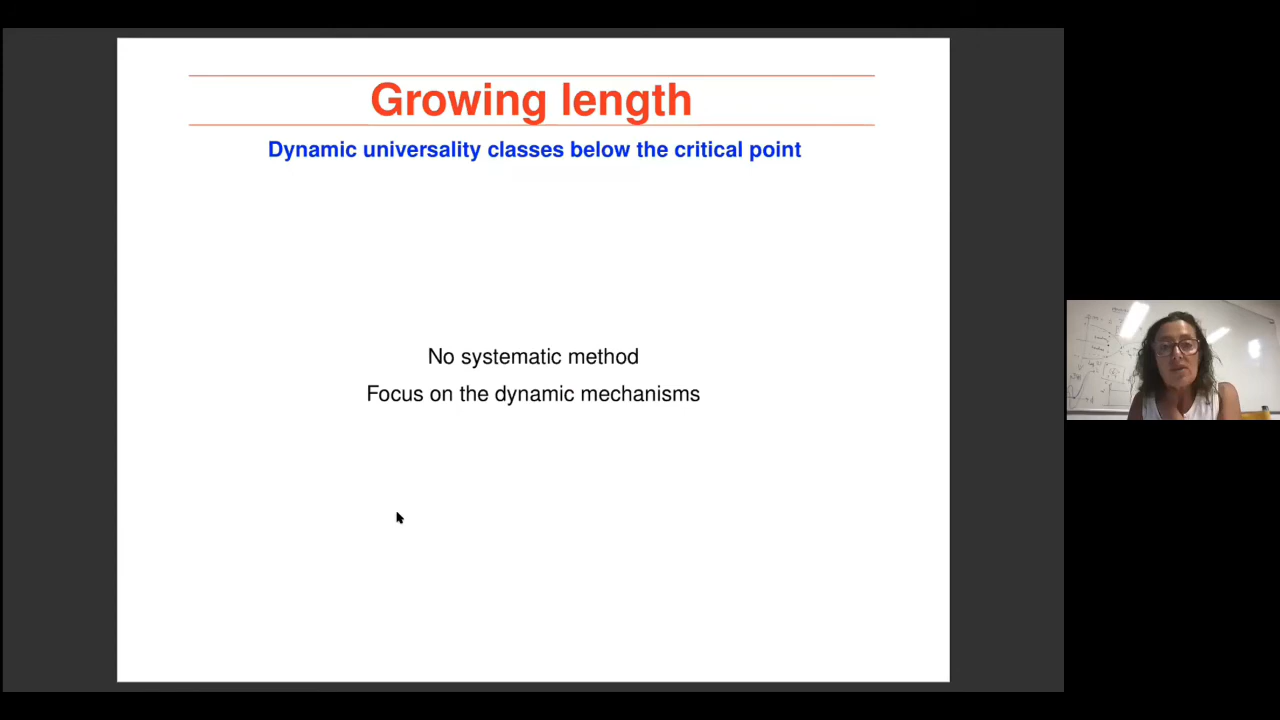 Growing length
Dynamic universality classes below the critical point
No systematic method
Focus on the dynamic mechanisms